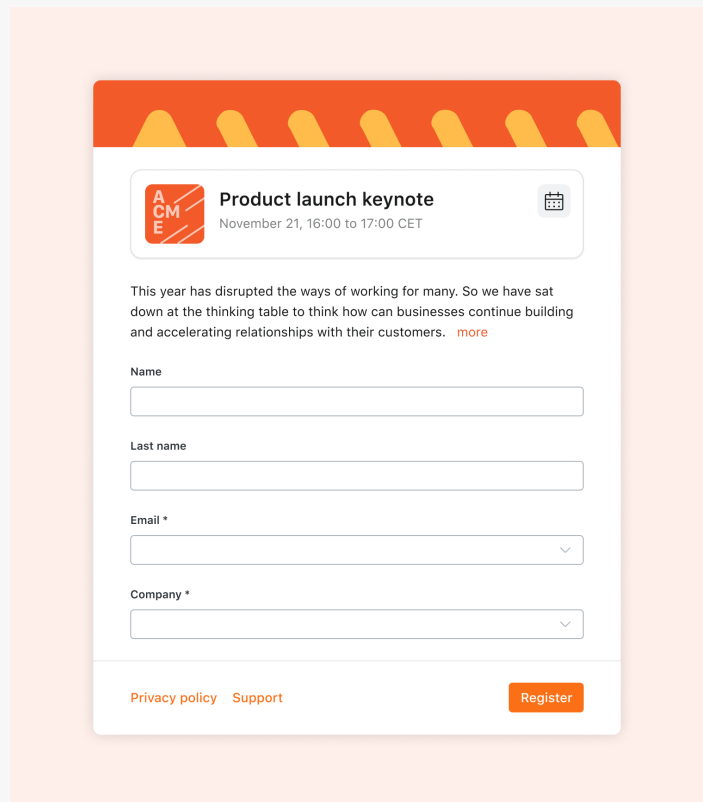 A
CM
E
Product launch keynote
November 21, 16:00 to 17:00 CET
This year has disrupted the ways of working for many. So we have sat
down at the thinking table to think how can businesses continue building
and accelerating relationships with their customers. more
Name
Last name
Email *
Company *
Privacy policy Support
Register